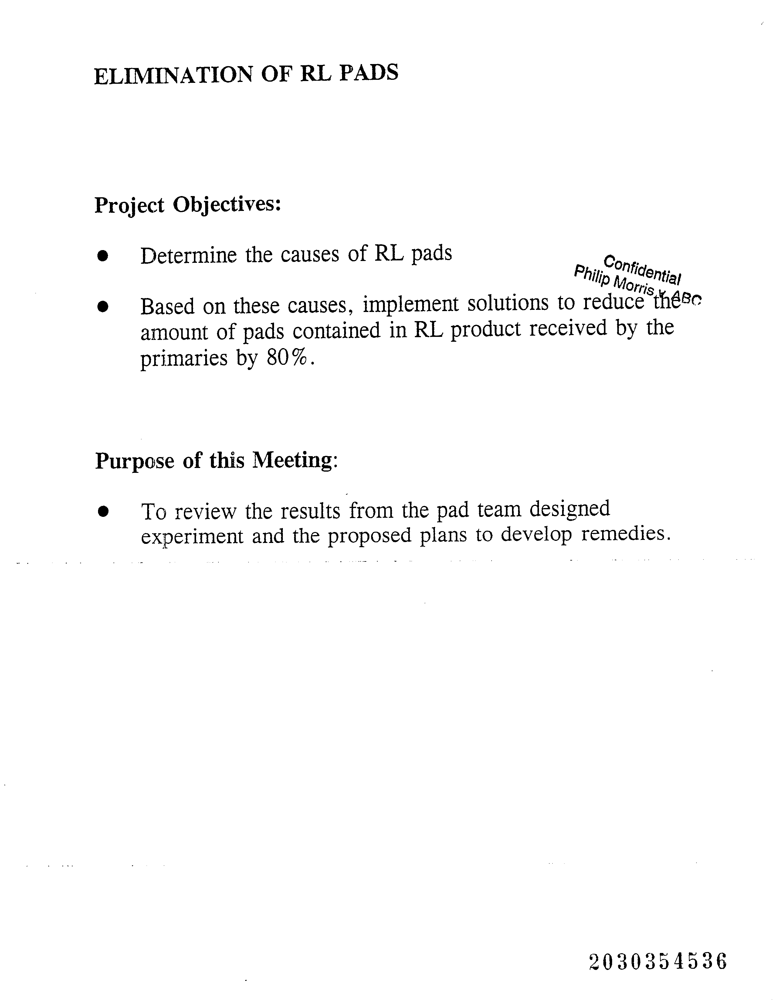 ELIMINATION OF RL PADS
Project Objectives:
● Determine the causes of RL pads
Confidential
Philip Morris v. ABC
● Based on these causes, implement solutions to reduce the
amount of pads contained in RL product received by the
primaries by 80%.
Purpose of this Meeting:
● To review the results from the pad team designed
experiment and the proposed plans to develop remedies.
2030354536